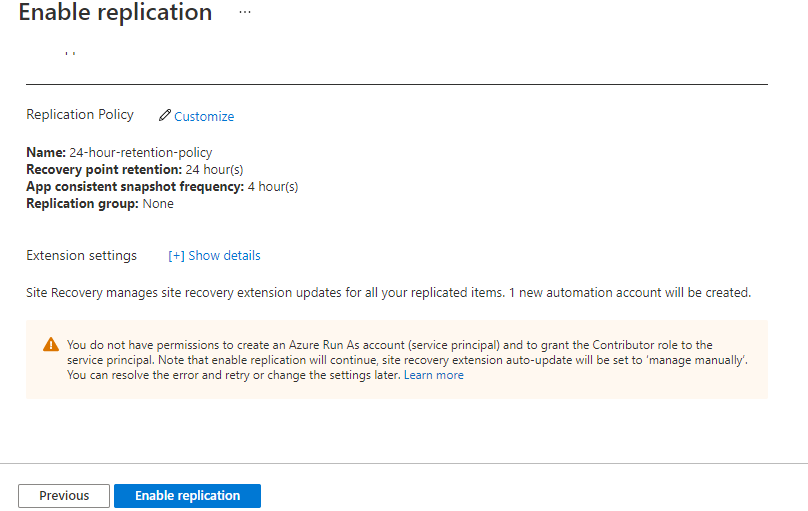 Enable replication ...
Replication Policy Customize
Name: 24-hour-retention-policy
Recovery point retention: 24 hour(s)
App consistent snapshot frequency: 4 hour(s)
Replication group: None
Extension settings [+] Show details
Site Recovery manages site recovery extension updates for all your replicated items. 1 new automation account will be created.
You do not have permissions to create an Azure Run As account (service principal) and to grant the Contributor role to the
service principal. Note that enable replication will continue, site recovery extension auto-update will be set to 'manage manually'.
You can resolve the error and retry or change the settings later. Learn more
Previous Enable replication